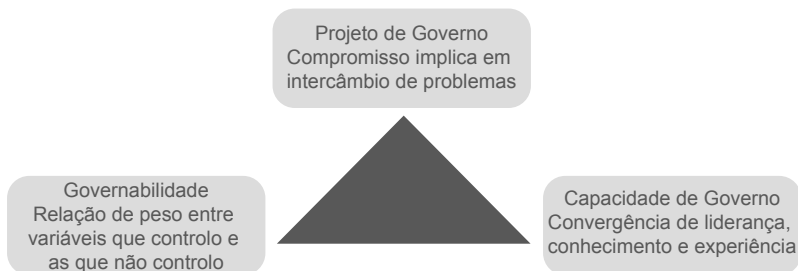 Projeto de Governo
Compromisso implica em
intercâmbio de problemas
Governabilidade
Relação de peso entre
variáveis que controlo e
as que não controlo
Capacidade de Governo
Convergência de liderança,
conhecimento e experiência